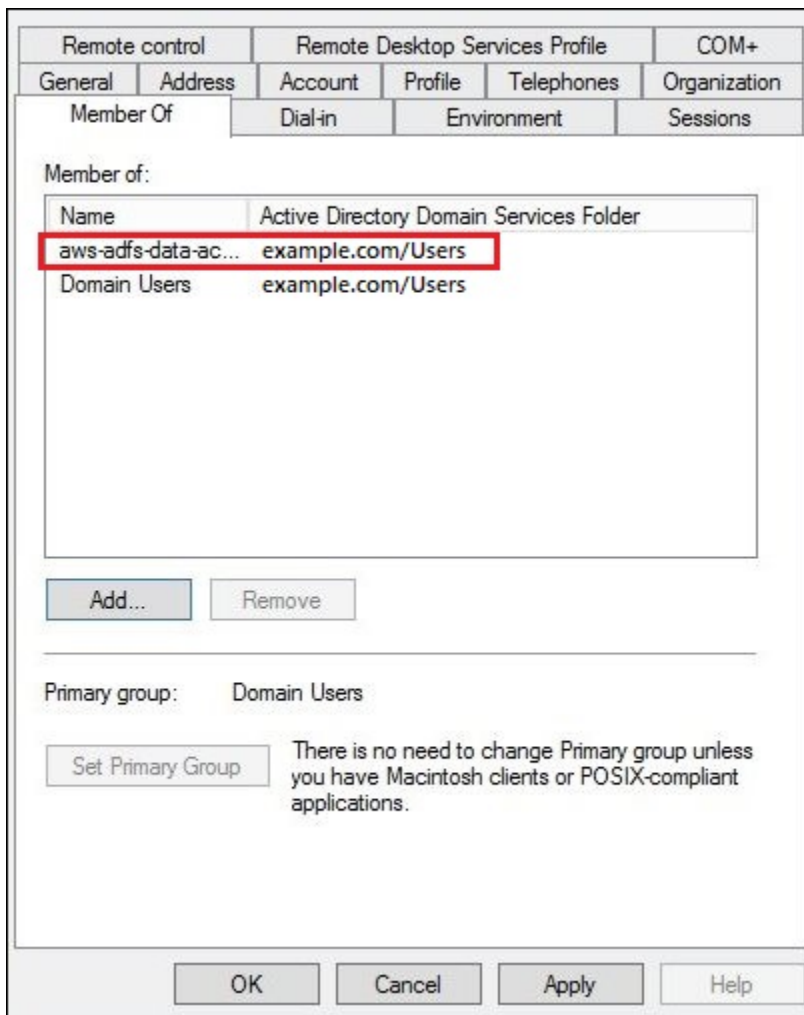 Remote control Remote Desktop Services Profile COM+
General Address Account Profile Telephones Organization
Member Of Dial-in Environment Sessions
Member of:
Name Active Directory Domain Services Folder
aws-adfs-data-ac... example.com/Users
Domain Users example.com/Users
Add... Remove
Primary group: Domain Users
Set Primary Group
There is no need to change Primary group unless
you have Macintosh clients or POSIX-compliant
applications.
OK Cancel Apply Help